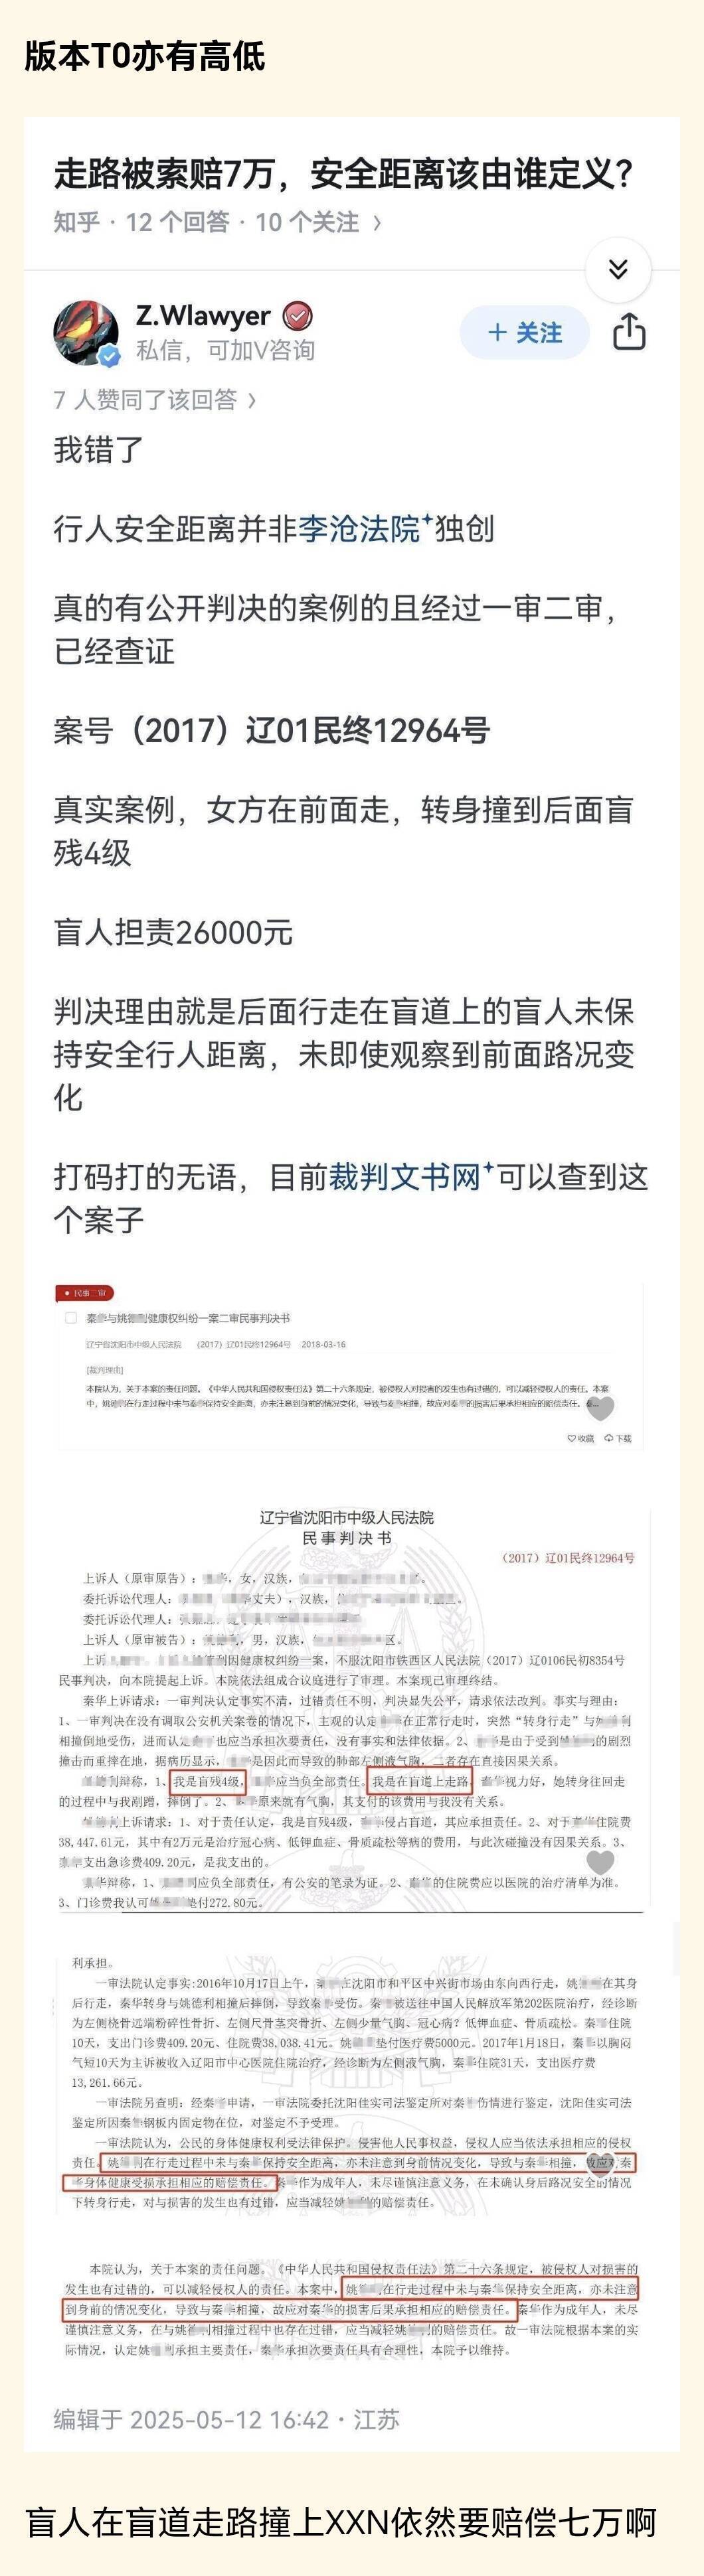 版本T0亦有高低
走路被索赔7万，安全距离该由谁定义？
知乎 · 12 个回答 · 10 个关注 ›
Z.Wlawyer
私信，可加V咨询
+ 关注
7 人赞同了该回答 ›
我错了
行人安全距离并非李沧法院独创
真的有公开判决的案例的且经过一审二审，
已经查证
案号（2017）辽01民终12964号
真实案例，女方在前面走，转身撞到后面盲
残4级
盲人担责26000元
判决理由就是后面行走在盲道上的盲人未保
持安全行人距离，未即使观察到前面路况变
化
打码打的无语，目前裁判文书网可以查到这
个案子
民事二审
秦华与姚 健康权纠纷一案二审民事判决书
辽宁省沈阳市中级人民法院 （2017）辽01民终12964号 2018-03-16
[裁判理由]
本院认为，关于本案的责任问题。《中华人民共和国侵权责任法》第二十六条规定，被侵权人对损害的发生也有过错的，可以减轻侵权人的责任。本案
中，姚 在行走过程中未与秦 保持安全距离，亦未注意到身前的情况变化，导致与秦 相撞，故应对秦 的损害后果承担相应的赔偿责任。
收藏 下载
辽宁省沈阳市中级人民法院
民事判决书
（2017）辽01民终12964号
上诉人（原审原告）： 华，女，汉族，
委托诉讼代理人： 丈夫），汉族，
委托诉讼代理人：
上诉人（原审被告）： ，男，汉族， 区。
上诉 利因健康权纠纷一案，不服沈阳市铁西区人民法院（2017）辽0106民初8354号
民事判决，向本院提起上诉。本院依法组成合议庭进行了审理。本案现已审理终结。
秦华上诉请求：一审判决认定事实不清，过错责任不明，判决显失公平，请求依法改判。事实与理由：
1、一审判决在没有调取公安机关案卷的情况下，主观的认定 在正常行走时，突然“转身行走”与
相撞倒地受伤，进而认 也应当承担次要责任，没有事实和法律依据。2、 是由于受到 的剧烈
撞击而重摔在地，据病历显示， 是因此而导致的肺部左侧液气胸，二者存在直接因果关系。
辩称，1、我是盲残4级， 应当负全部责任。我是在盲道上走路， 视力好，她转身往回走
的过程中与我剐蹭，摔倒了。2、 原来就有气胸，其支付的该费用与我没有关系。
上诉请求：1、对于责任认定，我是盲残4级， 侵占盲道，其应承担责任。2、对于 住院费
38,447.61元，其中有2万元是治疗冠心病、低钾血症、骨质疏松等病的费用，与此次碰撞没有因果关系。3、
支出急诊费409.20元，是我支出的。
辩称，1、 应负全部责任，有公安的笔录为证。2、 的住院费应以医院的治疗清单为准。
3、门诊费我认可 垫付272.80元。
利承担。
一审法院认定事实:2016年10月17日上午， 在沈阳市和平区中兴街市场由东向西行走，姚 在其身
后行走，秦华转身与姚德利相撞后摔倒，导致秦 受伤。秦 被送往中国人民解放军第202医院治疗，经诊断
为左侧桡骨远端粉碎性骨折、左侧尺骨茎突骨折、左侧少量气胸、冠心病？低钾血症、骨质疏松。秦 住院
10天，支出门诊费409.20元、住院费38,038.41元。姚 垫付医疗费5000元。2017年1月18日，秦 以胸闷
气短10天为主诉被收入辽阳市中心医院住院治疗，经诊断为左侧液气胸，秦 住院31天，支出医疗费
13,261.66元。
一审法院另查明：经秦 申请，一审法院委托沈阳佳实司法鉴定所对秦 伤情进行鉴定，沈阳佳实司法
鉴定所因秦 钢板内固定物在位，对鉴定不予受理。
一审法院认为，公民的身体健康权利受法律保护。侵害他人民事权益，侵权人应当依法承担相应的侵权
责任。姚 利在行走过程中未与秦 保持安全距离，亦未注意到身前情况变化，导致与秦 相撞，故应对秦
身体健康受损承担相应的赔偿责任。秦 作为成年人，未尽谨慎注意义务，在未确认身后路况安全的情况
下转身行走，对与损害的发生也有过错，应当减轻姚 的赔偿责任。
本院认为，关于本案的责任问题。《中华人民共和国侵权责任法》第二十六条规定，被侵权人对损害的
发生也有过错的，可以减轻侵权人的责任。本案中，姚 在行走过程中未与秦 保持安全距离，亦未注意
到身前的情况变化，导致与秦 相撞，故应对秦 的损害后果承担相应的赔偿责任。秦 作为成年人，未尽
谨慎注意义务，在与姚 相撞过程中也存在过错，应当减轻姚 的赔偿责任。故一审法院根据本案的实
际情况，认定姚 利承担主要责任，秦 承担次要责任具有合理性，本院予以维持。
编辑于 2025-05-12 16:42 · 江苏
盲人在盲道走路撞上XXN依然要赔偿七万啊